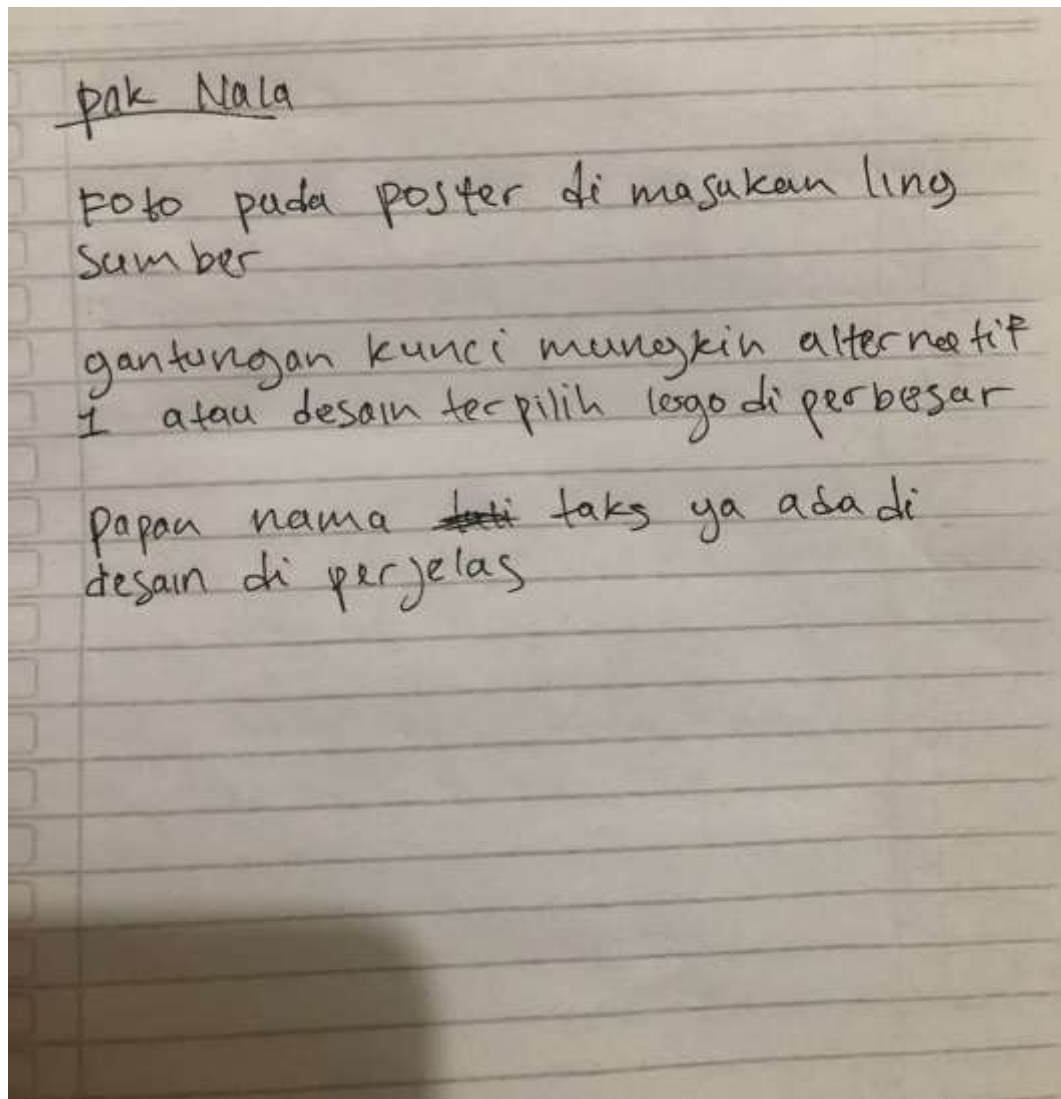 pak Nala
Foto pada poster di masukan ling
sumber
gantungan kunci mungkin alternatif
1 atau desain terpilih logo di perbesar
papan nama taks ya ada di
desain di perjelas